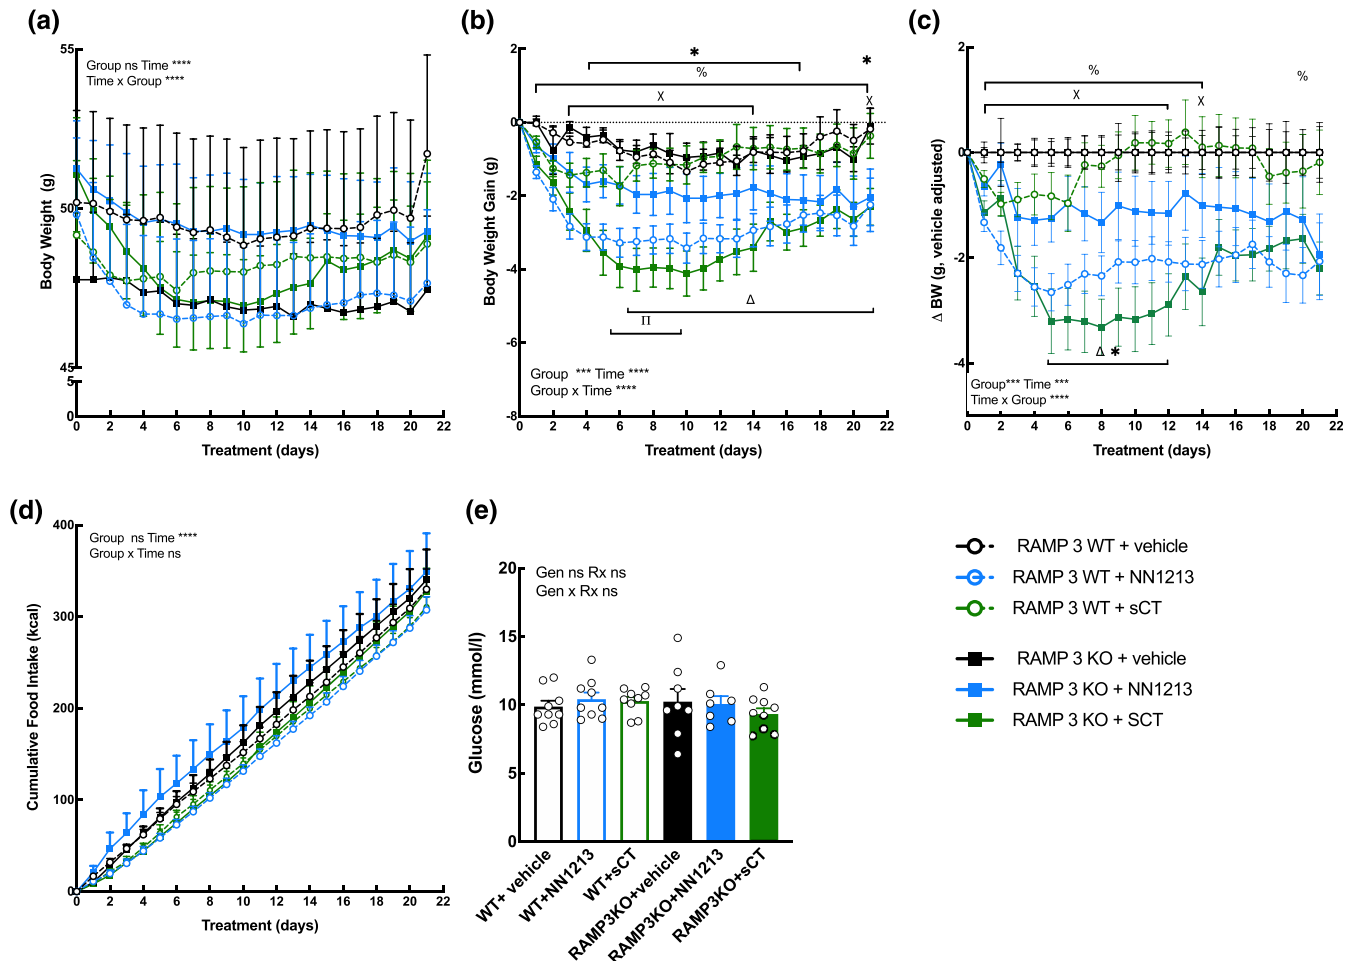 (a)
55
50
45
5
0
Body Weight (g)
Group ns Time ****
Time x Group ****
0 2 4 6 8 10 12 14 16 18 20 22
Treatment (days)
(b)
2
0
-2
-4
-6
-8
Body Weight Gain (g)
*
*
%
X
X
Δ
Π
Group *** Time ****
Group x Time ****
0 2 4 6 8 10 12 14 16 18 20 22
Treatment (days)
(c)
2
0
-2
-4
Δ BW (g, vehicle adjusted)
%
%
X
X
Δ *
Group*** Time ***
Time x Group ****
0 2 4 6 8 10 12 14 16 18 20 22
Treatment (days)
(d)
400
300
200
100
0
Cumulative Food Intake (kcal)
Group ns Time ****
Group x Time ns
0 2 4 6 8 10 12 14 16 18 20 22
Treatment (days)
(e)
20
15
10
5
0
Glucose (mmol/l)
Gen ns Rx ns
Gen x Rx ns
WT+ vehicle
WT+NN1213
WT+sCT
RAMP3KO+vehicle
RAMP3KO+NN1213
RAMP3KO+sCT
RAMP 3 WT + vehicle
RAMP 3 WT + NN1213
RAMP 3 WT + sCT
RAMP 3 KO + vehicle
RAMP 3 KO + NN1213
RAMP 3 KO + SCT